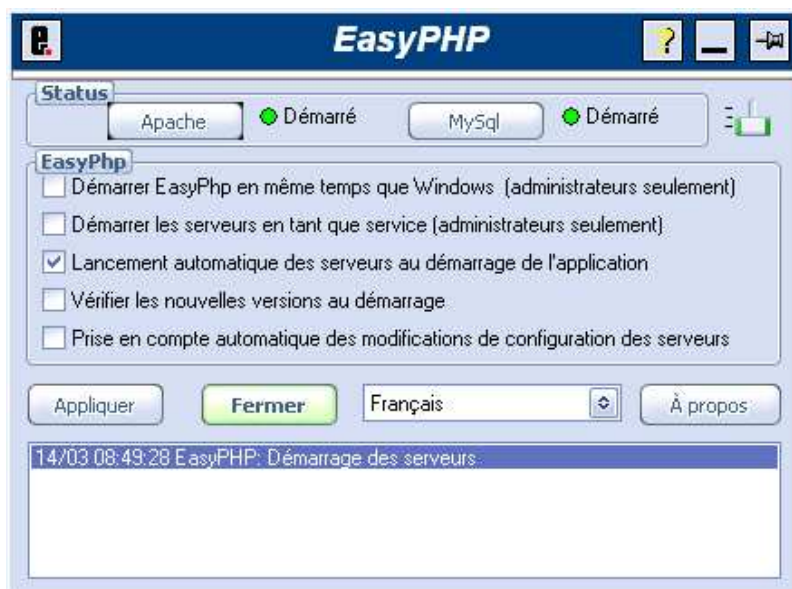 e.
EasyPHP
?
Status
Apache Démarré MySql Démarré
EasyPhp
Démarrer EasyPhp en même temps que Windows (administrateurs seulement)
Démarrer les serveurs en tant que service (administrateurs seulement)
Lancement automatique des serveurs au démarrage de l'application
Vérifier les nouvelles versions au démarrage
Prise en compte automatique des modifications de configuration des serveurs
Appliquer Fermer Français À propos
14/03 08:49:28 EasyPHP: Démarrage des serveurs